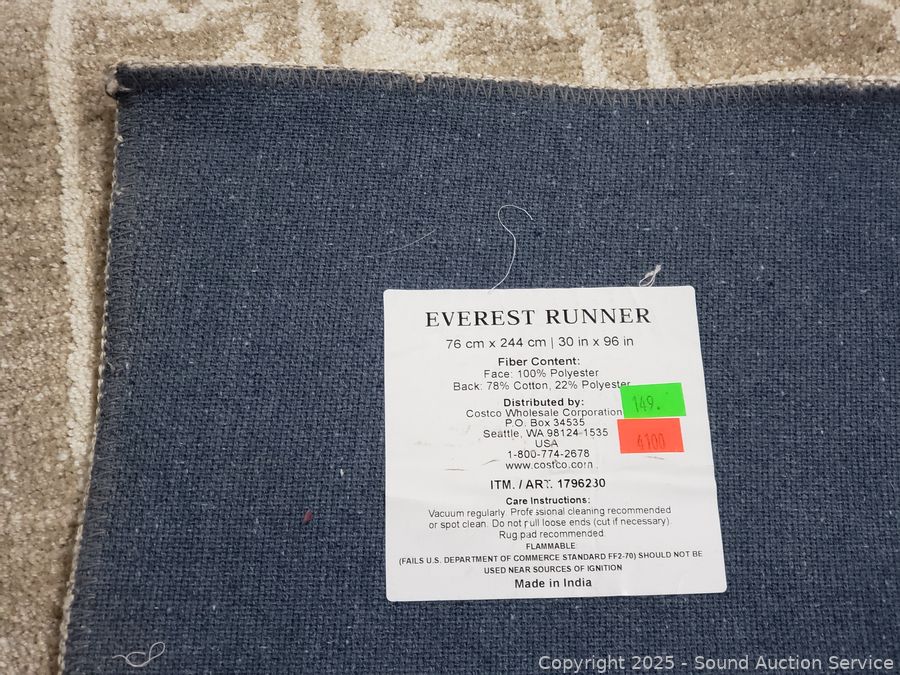 EVEREST RUNNER
76 cm x 244 cm | 30 in x 96 in
Fiber Content:
Face: 100% Polyester
Back: 78% Cotton, 22% Polyester
149.
Distributed by:
Costco Wholesale Corporation
P.O. Box 34535
4100
Seattle, WA 98124-1535
USA
1-800-774-2678
www.costco.com
ITM. / ART. 1796230
Care Instructions:
Vacuum regularly. Professional cleaning recommended
or spot clean. Do not pull loose ends (cut if necessary).
Rug pad recommended.
FLAMMABLE
(FAILS U.S. DEPARTMENT OF COMMERCE STANDARD FF2-70) SHOULD NOT BE
USED NEAR SOURCES OF IGNITION
Made in India
Copyright © 2025 - Sound Auction Service